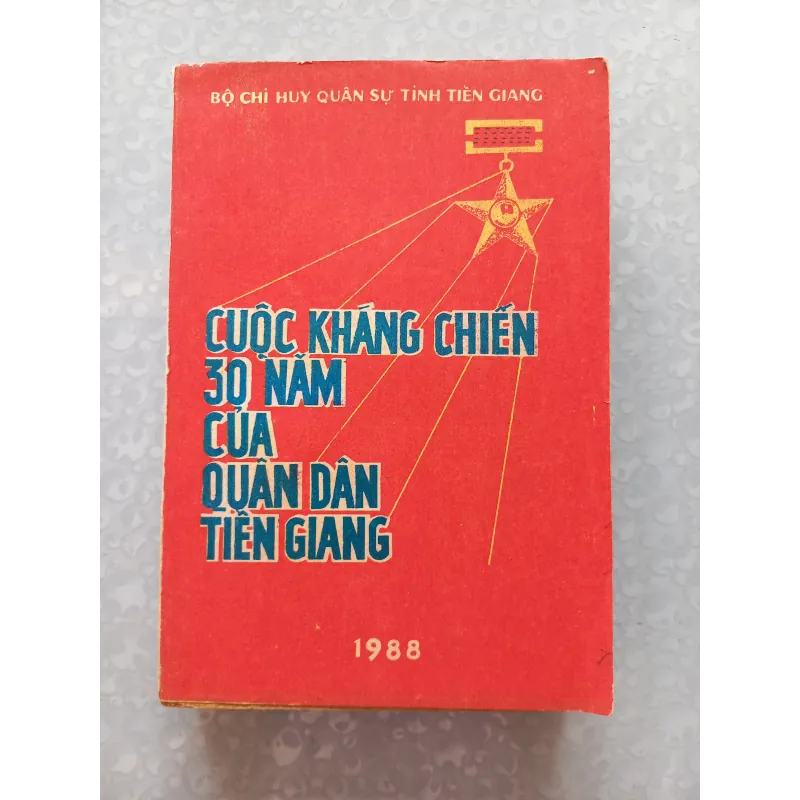 BỘ CHỈ HUY QUÂN SỰ TỈNH TIỀN GIANG
CUỘC KHÁNG CHIẾN
30 NĂM
CỦA
QUÂN DÂN
TIỀN GIANG
1988